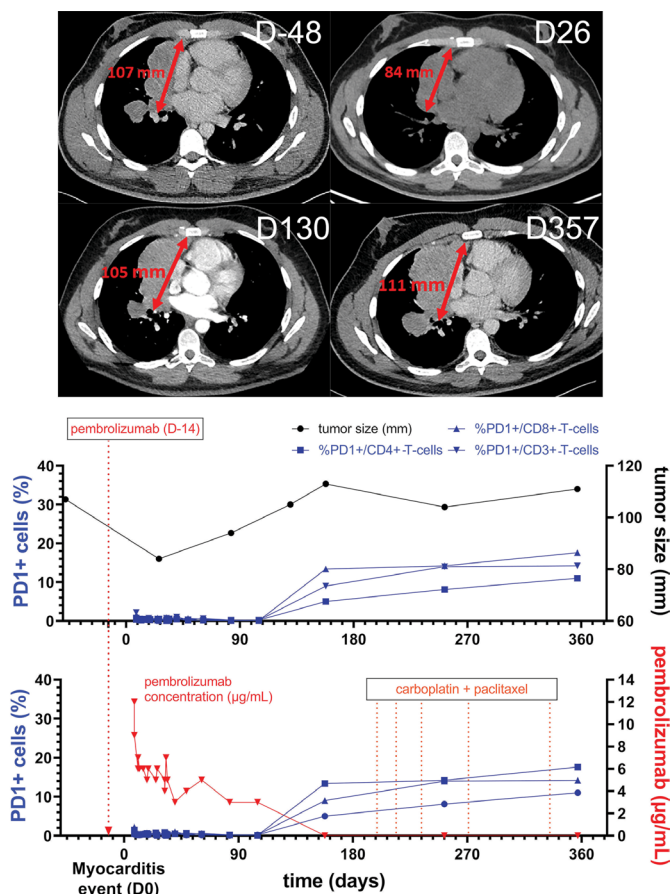 D-48
D26
107 mm
84 mm
D130
D357
105 mm
111 mm
pembrolizumab (D-14)
tumor size (mm)
%PD1+/CD8+-T-cells
%PD1+/CD4+-T-cells
%PD1+/CD3+-T-cells
PD1+ cells (%)
40
30
20
10
0
120
100
80
60
tumor size
(mm)
0
90
180
270
360
pembrolizumab
concentration (µg/mL)
carboplatin + paclitaxel
PD1+ cells (%)
40
30
20
10
0
14
12
10
8
6
4
2
0
pembrolizumab
(µg/mL)
0
90
180
270
360
Myocarditis
event (D0)
time (days)